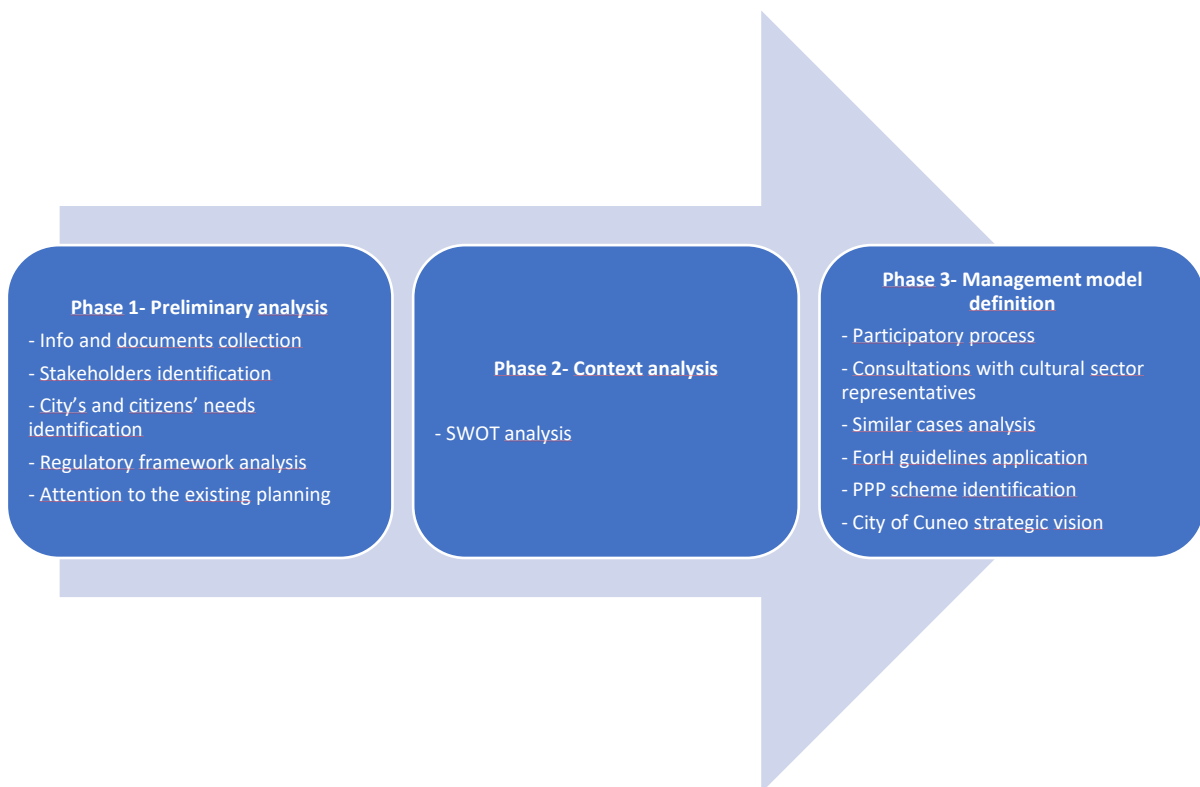 Phase 1- Preliminary analysis
- Info and documents collection
- Stakeholders identification
- City’s and citizens’ needs
identification
- Regulatory framework analysis
- Attention to the existing planning
Phase 2- Context analysis
- SWOT analysis
Phase 3- Management model
definition
- Participatory process
- Consultations with cultural sector
representatives
- Similar cases analysis
- ForH guidelines application
- PPP scheme identification
- City of Cuneo strategic vision